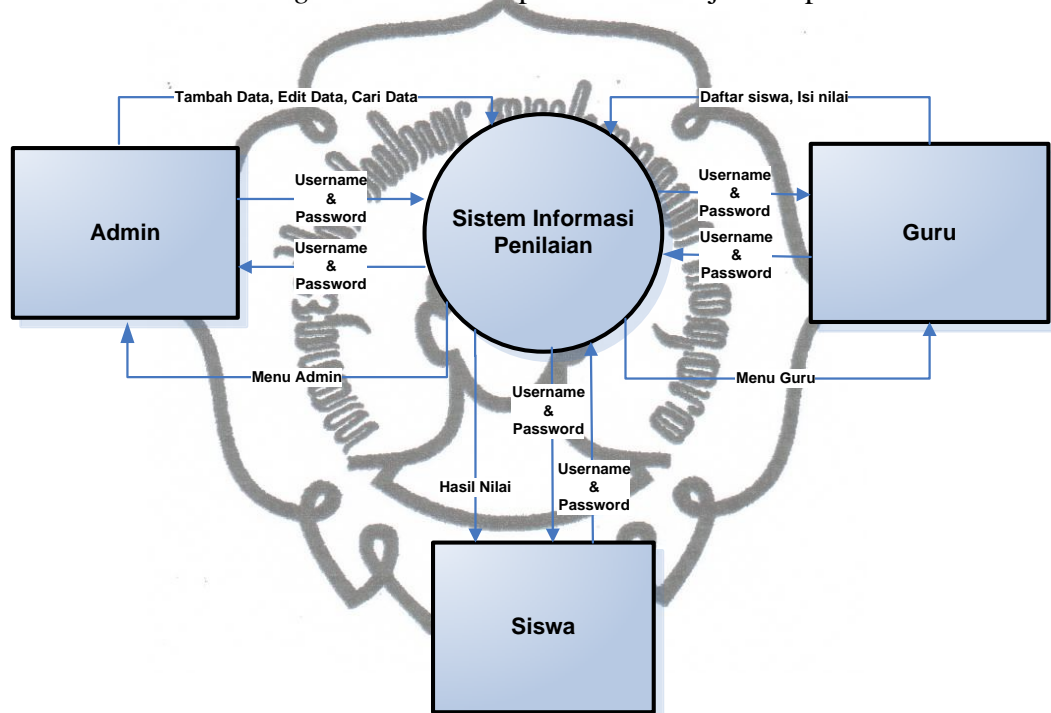 Tambah Data, Edit Data, Cari Data
Daftar siswa, Isi nilai
Username
&
Password
Username
&
Password
Admin
Sistem Informasi
Penilaian
Username
&
Password
Username
&
Password
Guru
Menu Admin
Menu Guru
Username
&
Password
Username
&
Password
Hasil Nilai
Siswa